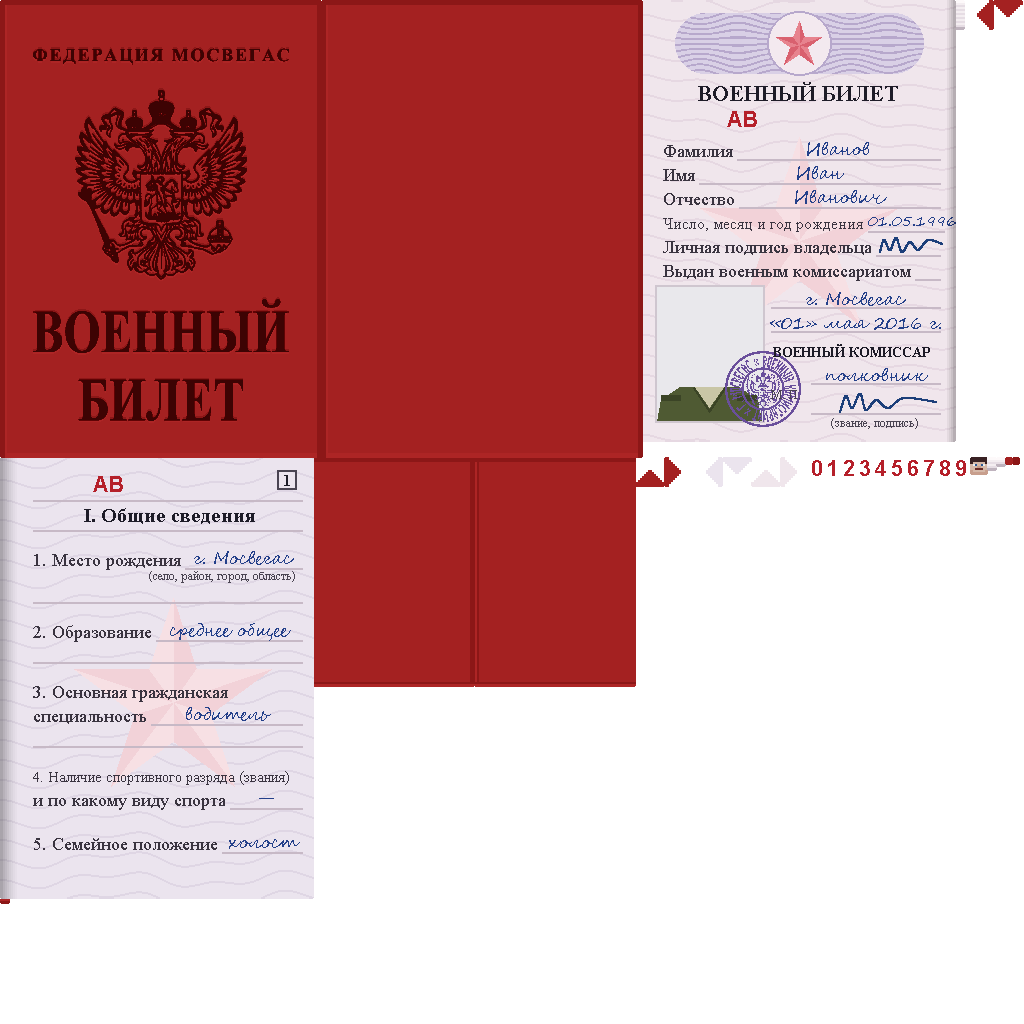 ФЕДЕРАЦИЯ МОСВЕГАС
ВОЕННЫЙ
БИЛЕТ
ВОЕННЫЙ БИЛЕТ
АВ
Фамилия Иванов
Имя Иван
Отчество Иванович
Число, месяц и год рождения 01.05.1996
Личная подпись владельца
Выдан военным комиссариатом
г. Мосвегас
«01» мая 2016 г.
ВОЕННЫЙ КОМИССАР
полковник
(звание, подпись)
0123456789
АВ
1
I. Общие сведения
1. Место рождения г. Мосвегас
(село, район, город, область)
2. Образование среднее общее
3. Основная гражданская
специальность водитель
4. Наличие спортивного разряда (звания)
и по какому виду спорта —
5. Семейное положение холост